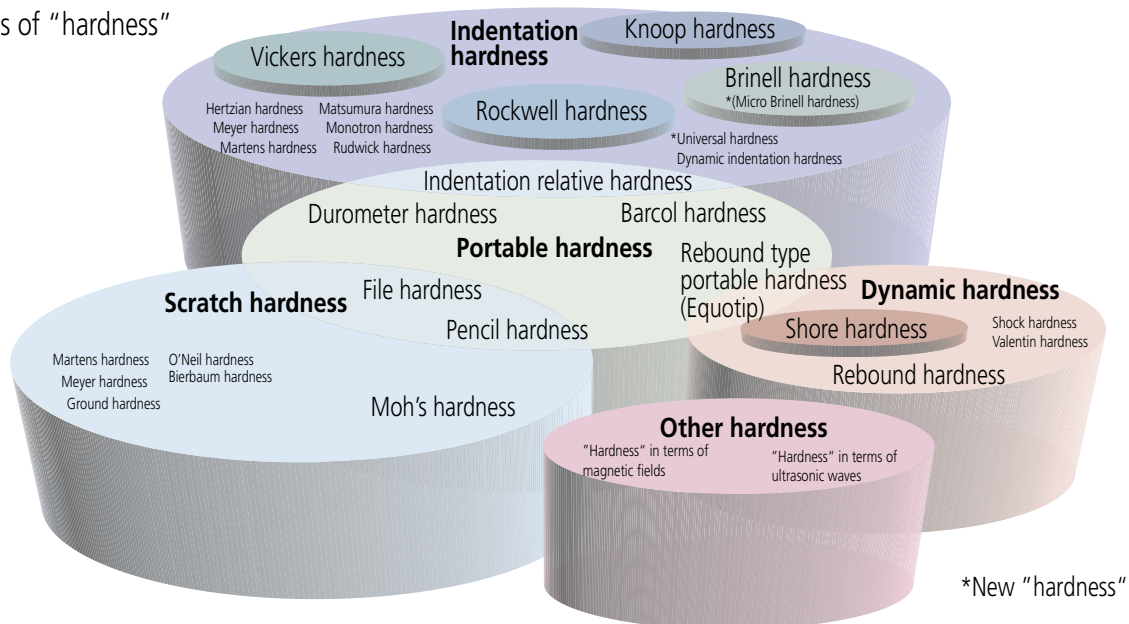 s of “hardness”
Indentation
hardness
Knoop hardness
Vickers hardness
Brinell hardness
*(Micro Brinell hardness)
Rockwell hardness
Hertzian hardness
Meyer hardness
Martens hardness
Matsumura hardness
Monotron hardness
Rudwick hardness
*Universal hardness
Dynamic indentation hardness
Indentation relative hardness
Durometer hardness
Barcol hardness
Portable hardness
Rebound type
portable hardness
(Equotip)
File hardness
Pencil hardness
Scratch hardness
Martens hardness
Meyer hardness
Ground hardness
O’Neil hardness
Bierbaum hardness
Moh’s hardness
Dynamic hardness
Shore hardness
Shock hardness
Valentin hardness
Rebound hardness
Other hardness
“Hardness“ in terms of
magnetic fields
“Hardness“ in terms of
ultrasonic waves
*New “hardness“